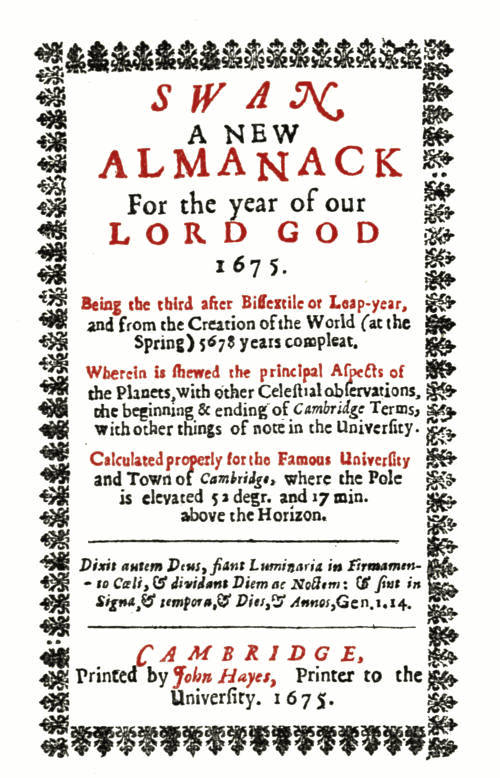 SWAN
A NEW
ALMANACK
For the year of our
LORD GOD
1675.
Being the third after Biſſextile or Leap-year,
and from the Creation of the World (at the
Spring) 5678 years compleat.
Wherein is ſhewed the principal Aſpects of
the Planets, with other Celeſtial obſervations,
the beginning & ending of Cambridge Terms,
with other things of note in the Univerſity.
Calculated properly for the Famous Univerſity
and Town of Cambridge, where the Pole
is elevated 52 degr. and 17 min.
above the Horizon.
Dixit autem Deus, fiant Luminaria in Firmamen-
- to Cœli, & dividant Diem ac Noctem: & ſint in
Signa, & tempora, & Dies, & Annos, Gen. 1. 14.
CAMBRIDGE,
Printed by John Hayes, Printer to the
Univerſity. 1675.